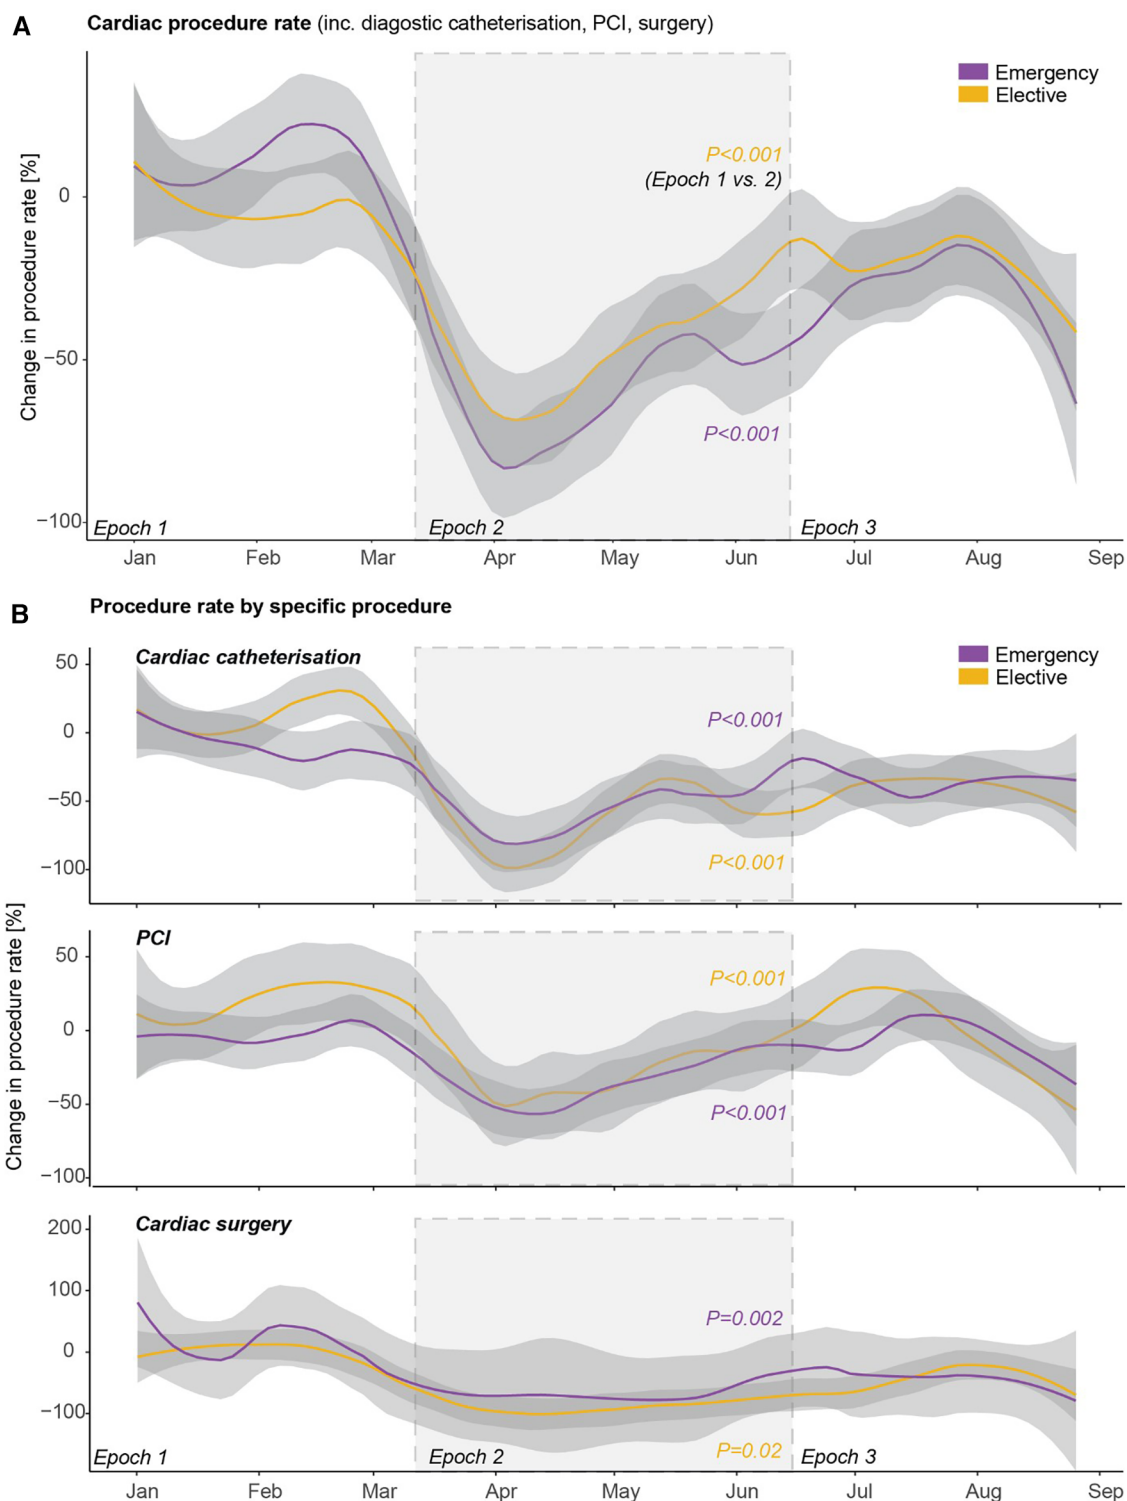 A
Cardiac procedure rate (inc. diagostic catheterisation, PCI, surgery)
Emergency
Elective
Change in procedure rate [%]
0
−50
−100
P<0.001
(Epoch 1 vs. 2)
P<0.001
Epoch 1
Epoch 2
Epoch 3
Jan Feb Mar Apr May Jun Jul Aug Sep
B
Procedure rate by specific procedure
Emergency
Elective
Change in procedure rate [%]
Cardiac catheterisation
50
0
−50
−100
P<0.001
P<0.001
PCI
50
0
−50
−100
P<0.001
P<0.001
Cardiac surgery
200
100
0
−100
P=0.002
P=0.02
Epoch 1
Epoch 2
Epoch 3
Jan Feb Mar Apr May Jun Jul Aug Sep